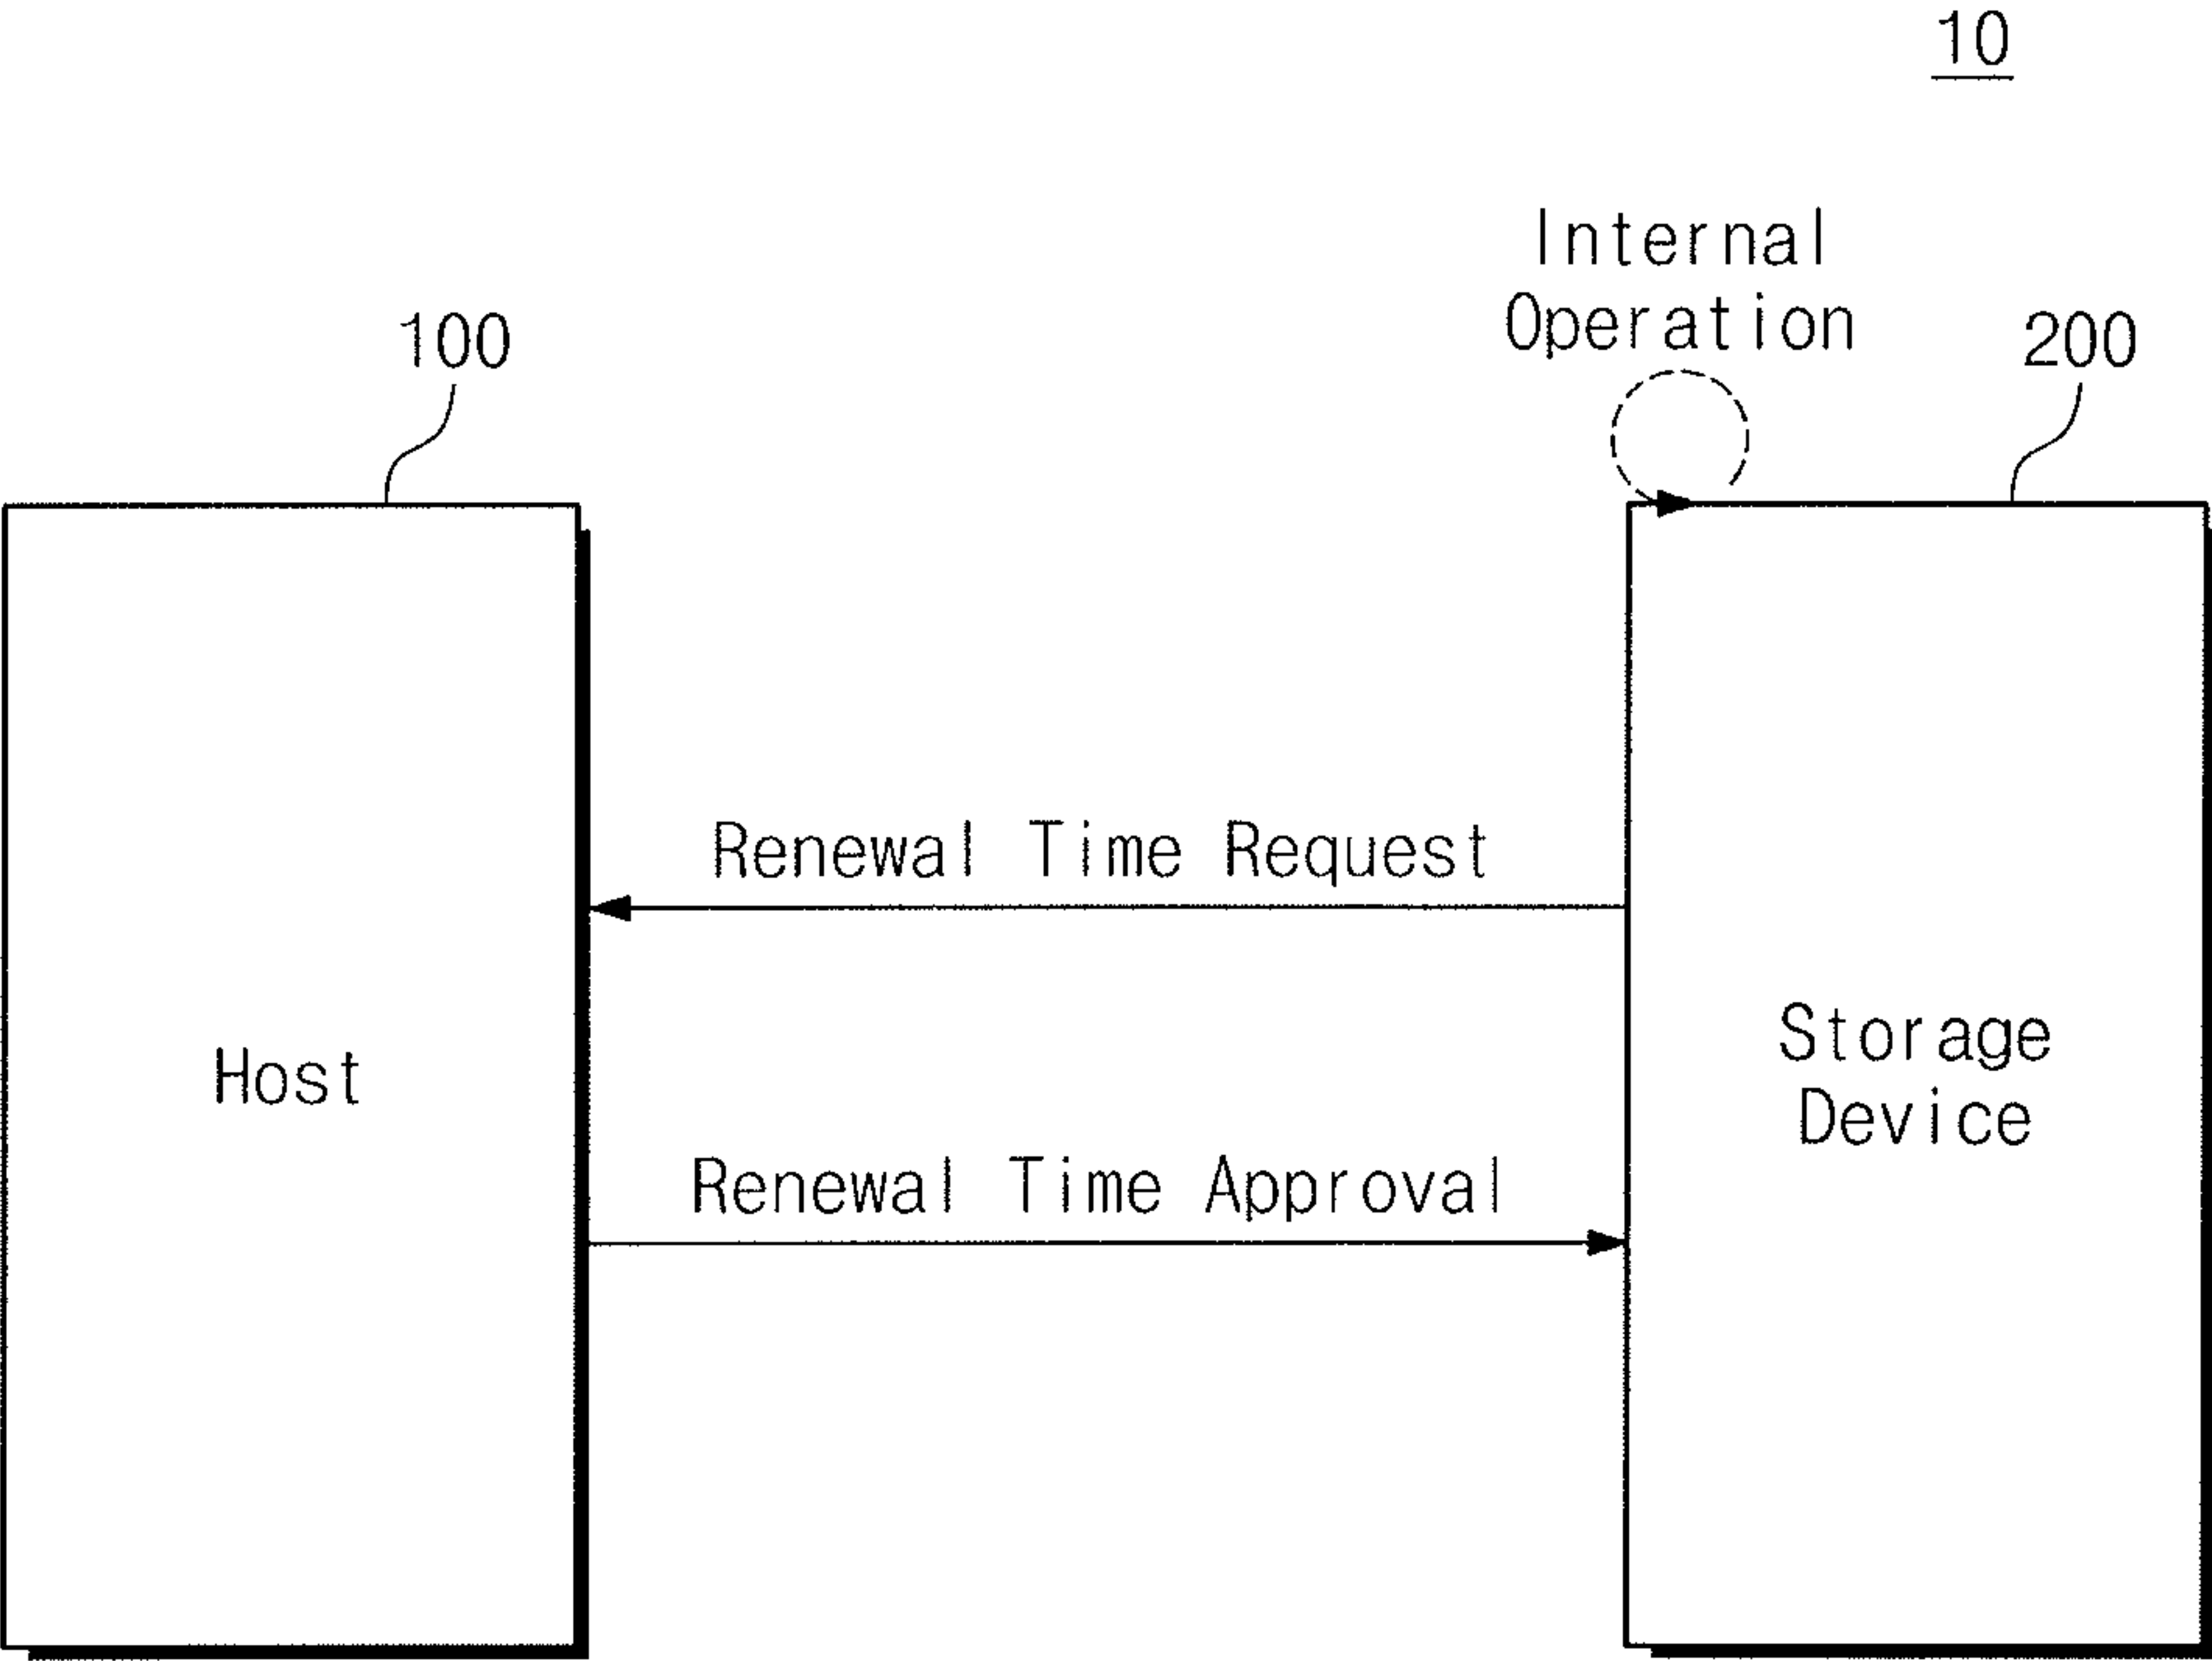 10
Internal
Operation
100
200
Renewal Time Request
Host
Storage
Device
Renewal Time Approval